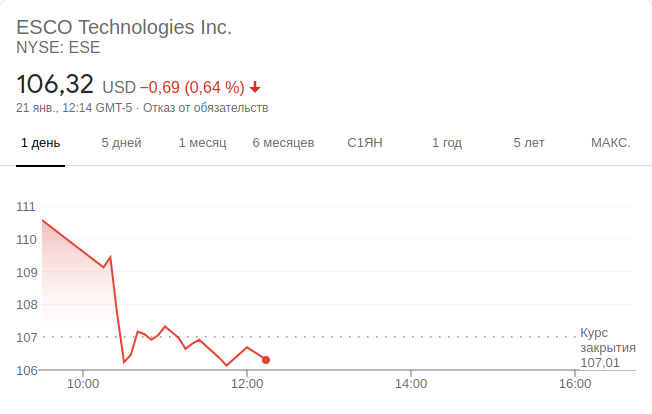 ESCO Technologies Inc.
NYSE: ESE
106,32 USD −0,69 (0,64 %)
21 янв., 12:14 GMT-5 · Отказ от обязательств
1 день 5 дней 1 месяц 6 месяцев С1ЯН 1 год 5 лет МАКС.
111
110
109
108
107
Курс
закрытия
107,01
106
10:00 12:00 14:00 16:00